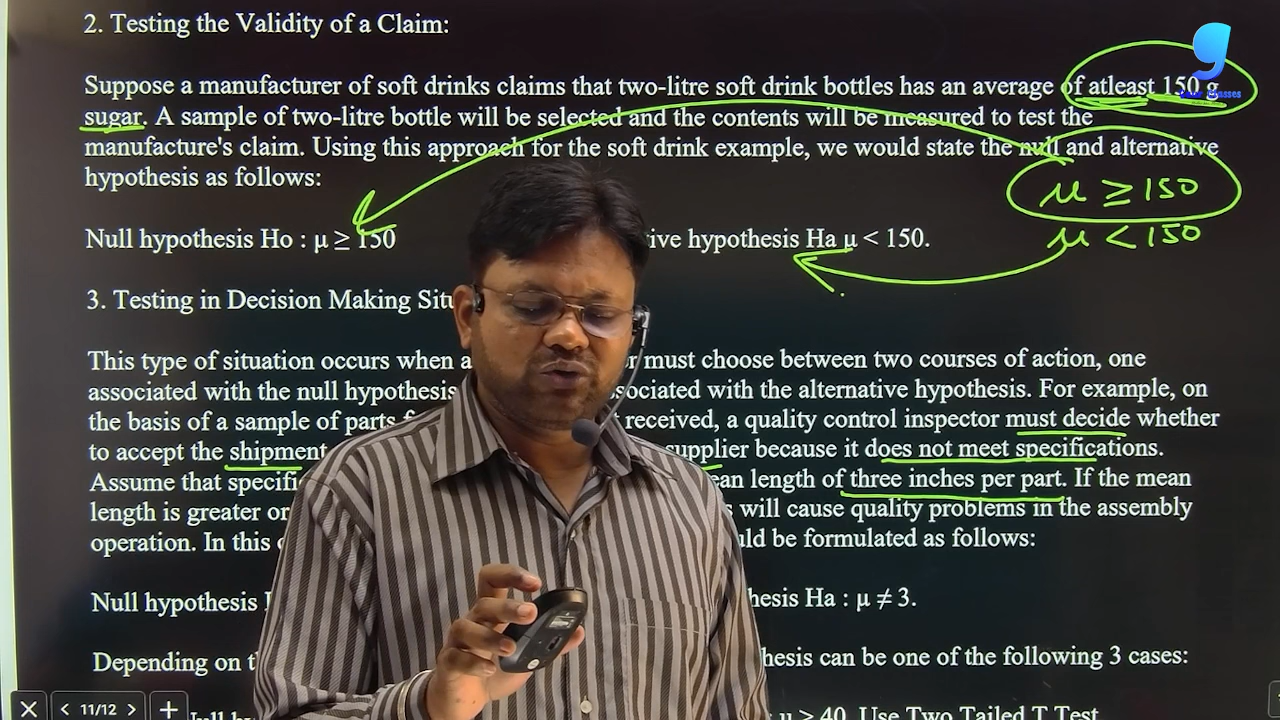 2. Testing the Validity of a Claim:
Suppose a manufacturer of soft drinks claims that two-litre soft drink bottles has an average of atleast 150 g
sugar. A sample of two-litre bottle will be selected and the contents will be measured to test the
manufacture's claim. Using this approach for the soft drink example, we would state the null and alternative
hypothesis as follows:
μ ≥ 150
Null hypothesis Ho : μ ≥ 150 hypothesis Ha μ < 150.
μ < 150
3. Testing in Decision Making
This type of situation occurs when must choose between two courses of action, one
associated with the null hypothesis associated with the alternative hypothesis. For example, on
the basis of a sample of parts received, a quality control inspector must decide whether
to accept the shipment supplier because it does not meet specifications.
Assume that length of three inches per part. If the mean
length is greater or will cause quality problems in the assembly
operation. In this be formulated as follows:
Null hypothesis Ha : μ ≠ 3.
Depending on can be one of the following 3 cases:
11/12
μ > 40. Use Two Tailed T Test